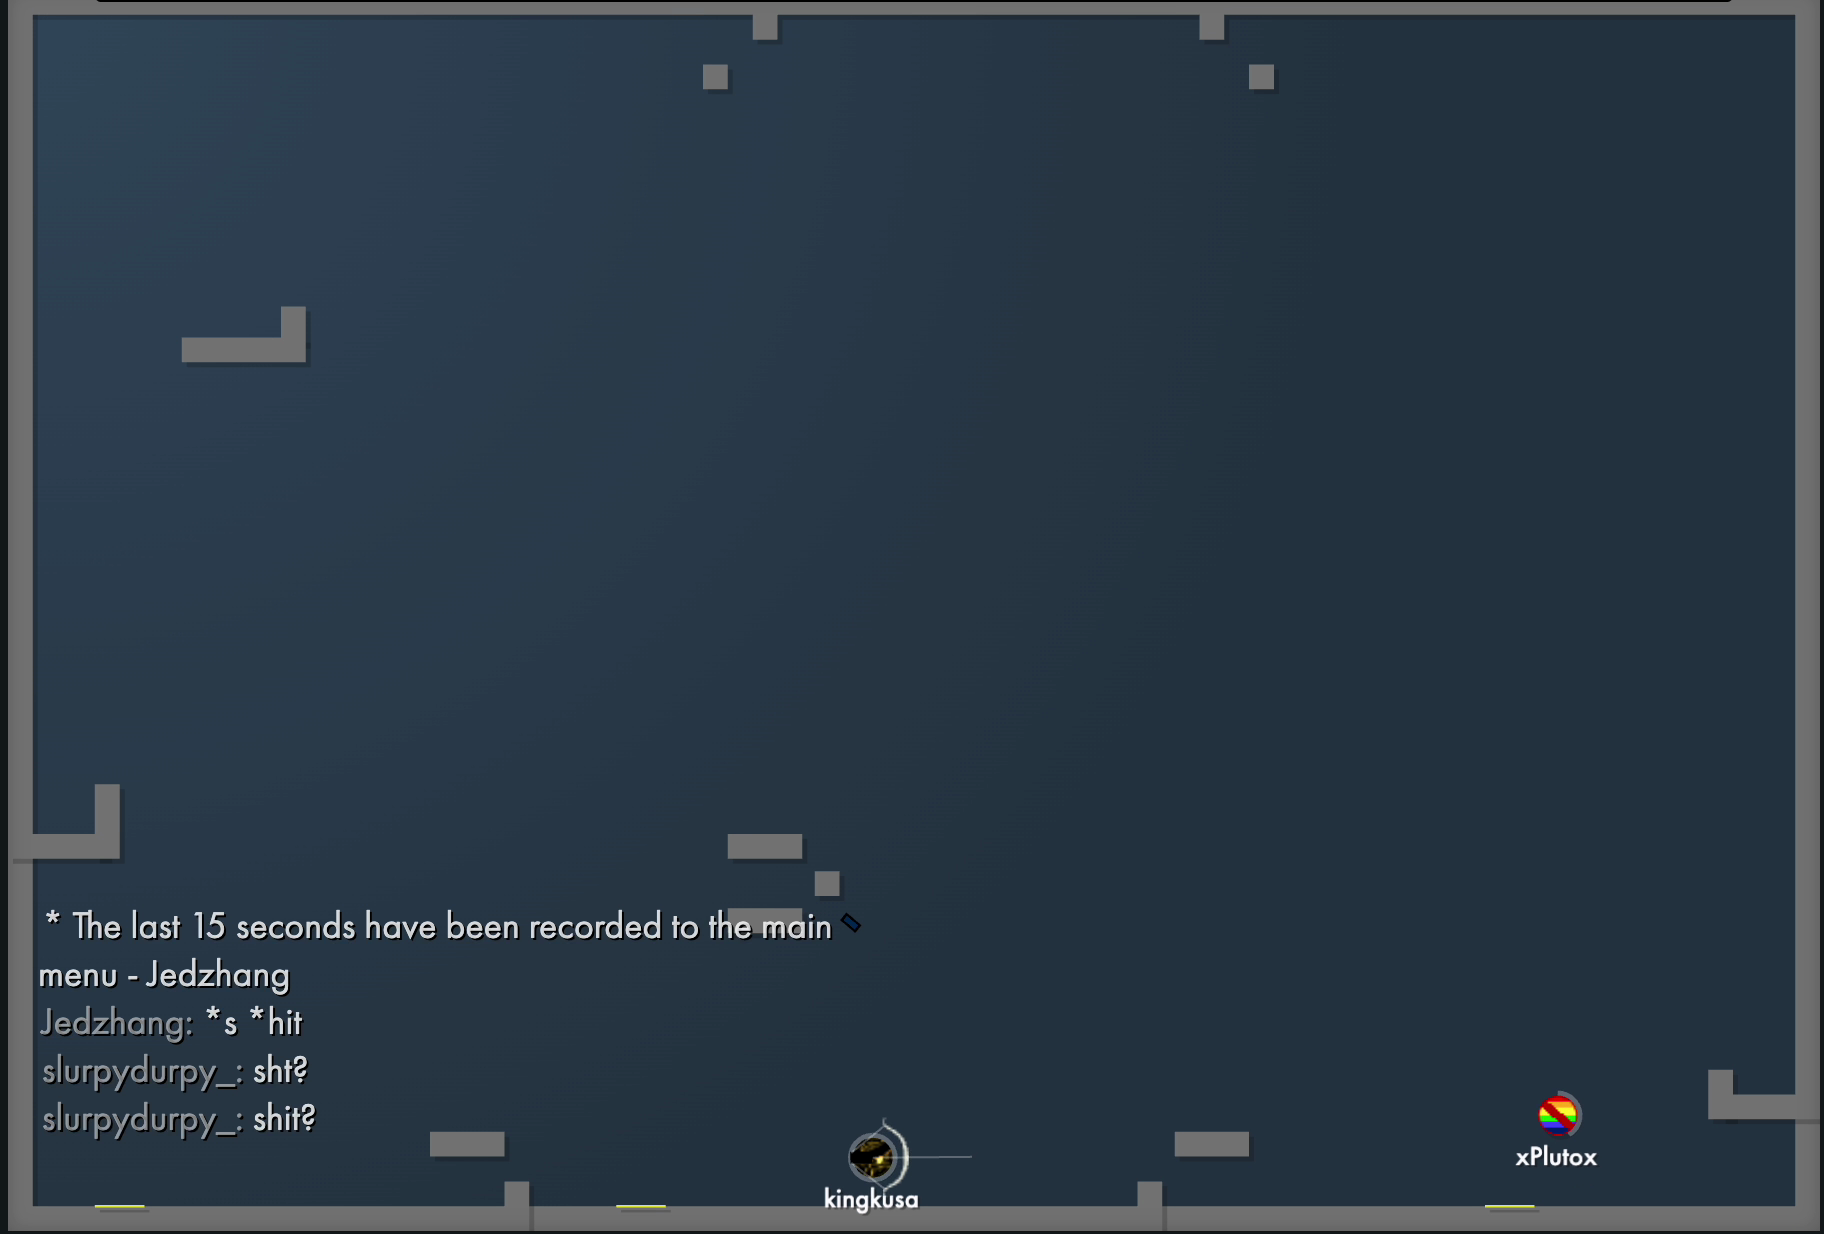 * The last 15 seconds have been recorded to the main
menu - Jedzhang
Jedzhang: *s *hit
slurpydurpy_: sht?
slurpydurpy_: shit?
xPlutox
kingkusa